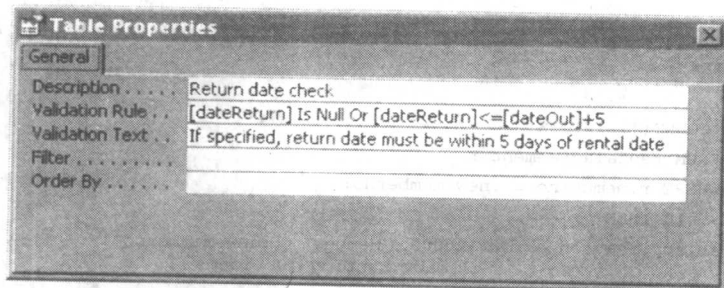 Table Properties
General
Description . . . . . Return date check
Validation Rule . . [dateReturn] Is Null Or [dateReturn]<=[dateOut]+5
Validation Text . . If specified, return date must be within 5 days of rental date
Filter . . . . . . . . .
Order By . . . . . . .